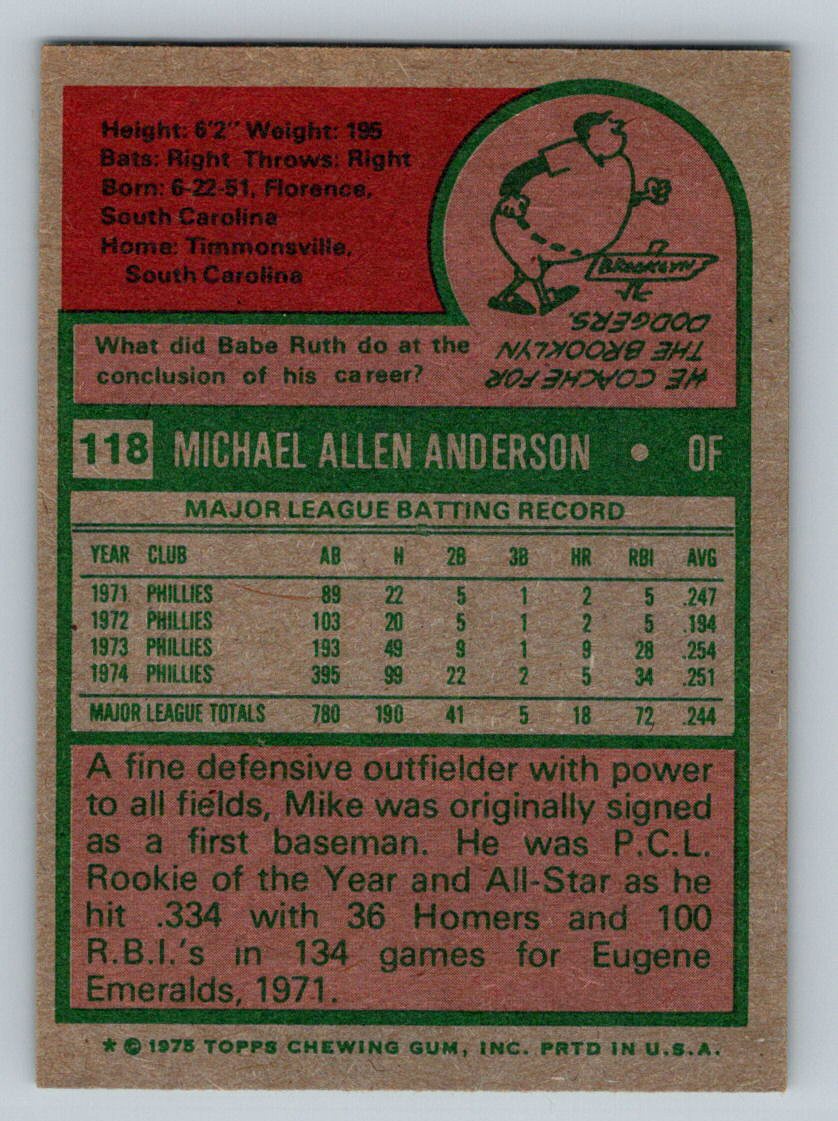 Height: 6'2" Weight: 195
Bats: Right Throws: Right
Born: 6-22-51, Florence,
South Carolina
Home: Timmonsville,
South Carolina
What did Babe Ruth do at the
conclusion of his career?
HE COACHED FOR
THE BROOKLYN
DODGERS.
BROOKLYN
118 MICHAEL ALLEN ANDERSON • OF
MAJOR LEAGUE BATTING RECORD
YEAR CLUB AB H 2B 3B HR RBI AVG
1971 PHILLIES 89 22 5 1 2 5 .247
1972 PHILLIES 103 20 5 1 2 5 .194
1973 PHILLIES 193 49 9 1 9 28 .254
1974 PHILLIES 395 99 22 2 5 34 .251
MAJOR LEAGUE TOTALS 780 190 41 5 18 72 .244
A fine defensive outfielder with power
to all fields, Mike was originally signed
as a first baseman. He was P.C.L.
Rookie of the Year and All-Star as he
hit .334 with 36 Homers and 100
R.B.I.'s in 134 games for Eugene
Emeralds, 1971.
* © 1975 TOPPS CHEWING GUM, INC. PRTD IN U.S.A.